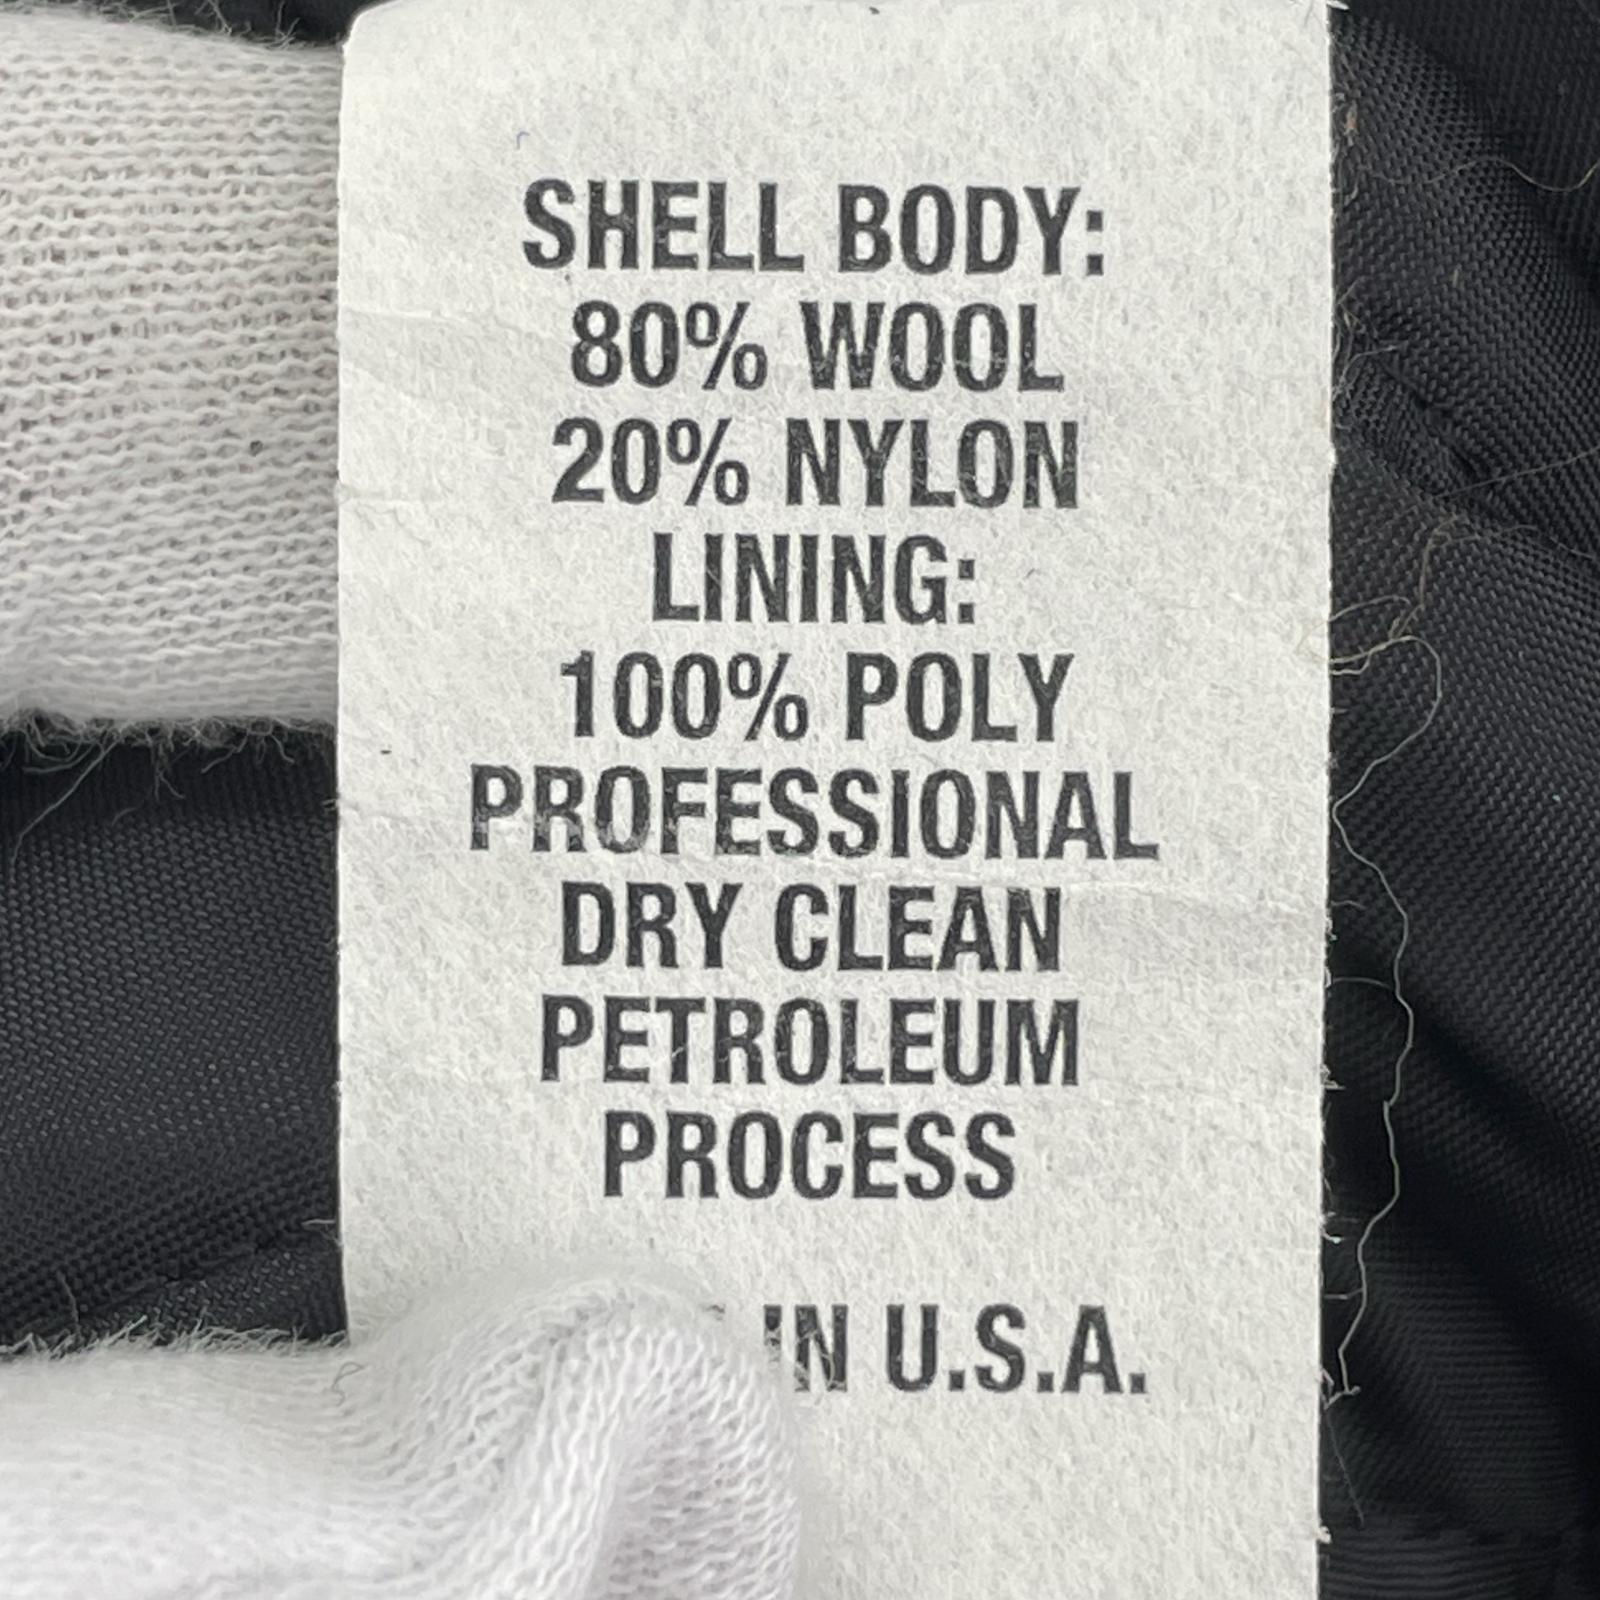 SHELL BODY:
80% WOOL
20% NYLON
LINING:
100% POLY
PROFESSIONAL
DRY CLEAN
PETROLEUM
PROCESS
IN U.S.A.